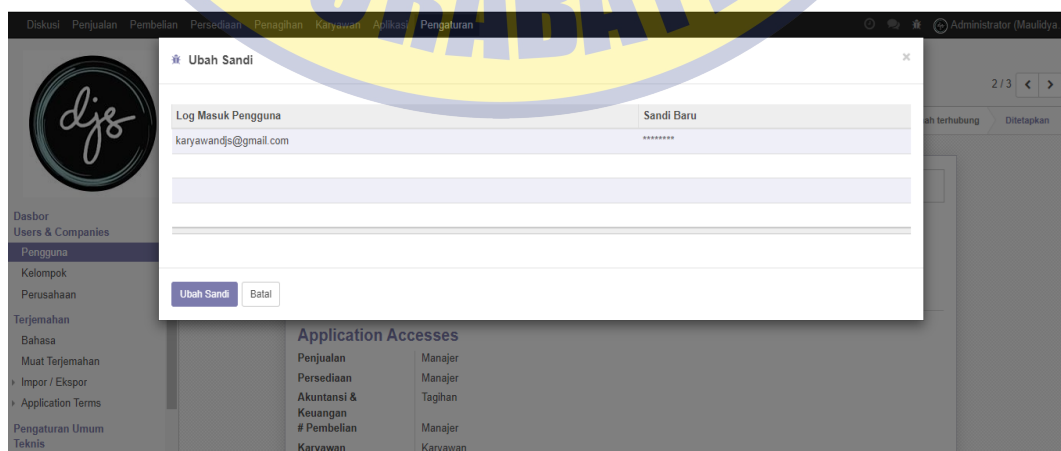 Diskusi Penjualan Pembelian Persediaan Penagihan Karyawan Aplikasi Pengaturan
Administrator (Maulidya
Ubah Sandi
×
2 / 3
djs
Log Masuk Pengguna Sandi Baru
ah terhubung Ditetapkan
karyawandjs@gmail.com ********
Dasbor
Users & Companies
Pengguna
Kelompok
Perusahaan
Ubah Sandi Batal
Terjemahan
Bahasa
Muat Terjemahan
Impor / Ekspor
Application Terms
Pengaturan Umum
Teknis
Application Accesses
Penjualan Manajer
Persediaan Manajer
Akuntansi & Tagihan
Keuangan
# Pembelian Manajer
Karyawan Karyawan